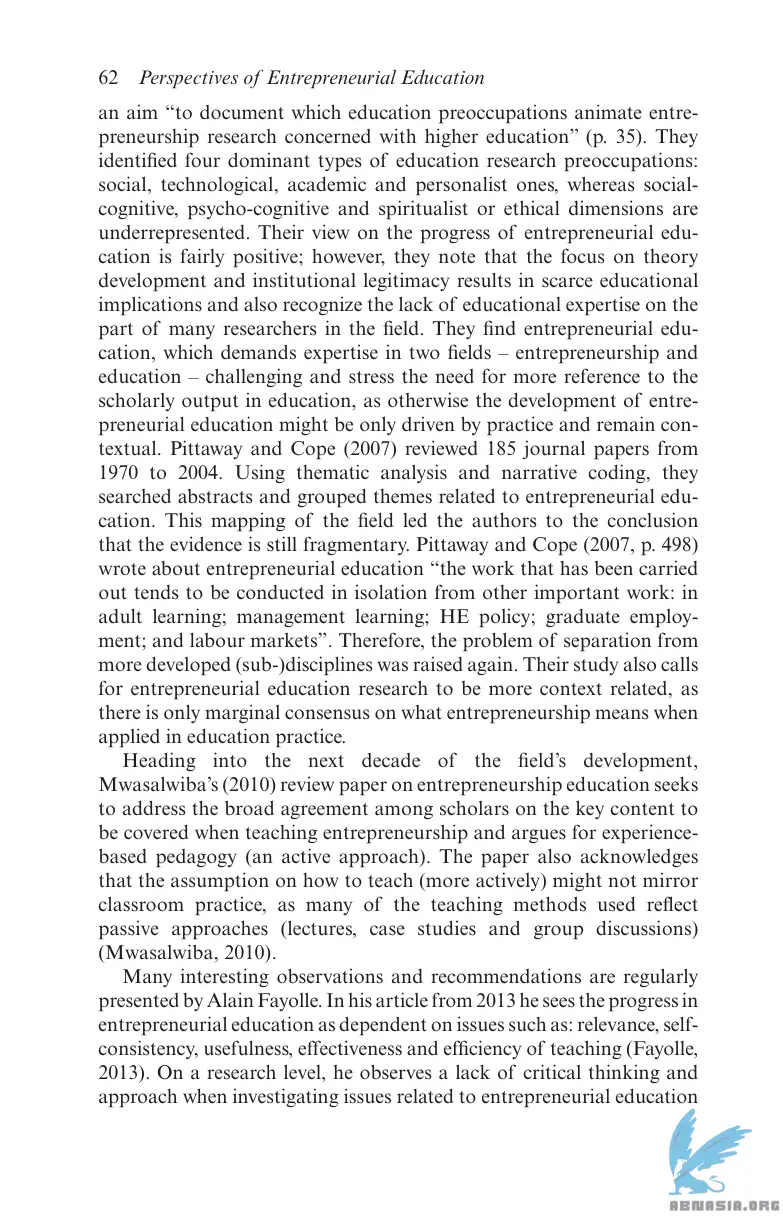 62 Perspectives of Entrepreneurial Education
an aim “to document which education preoccupations animate entre-
preneurship research concerned with higher education” (p. 35). They
identified four dominant types of education research preoccupations:
social, technological, academic and personalist ones, whereas social-
cognitive, psycho-cognitive and spiritualist or ethical dimensions are
underrepresented. Their view on the progress of entrepreneurial edu-
cation is fairly positive; however, they note that the focus on theory
development and institutional legitimacy results in scarce educational
implications and also recognize the lack of educational expertise on the
part of many researchers in the field. They find entrepreneurial edu-
cation, which demands expertise in two fields – entrepreneurship and
education – challenging and stress the need for more reference to the
scholarly output in education, as otherwise the development of entre-
preneurial education might be only driven by practice and remain con-
textual. Pittaway and Cope (2007) reviewed 185 journal papers from
1970 to 2004. Using thematic analysis and narrative coding, they
searched abstracts and grouped themes related to entrepreneurial edu-
cation. This mapping of the field led the authors to the conclusion
that the evidence is still fragmentary. Pittaway and Cope (2007, p. 498)
wrote about entrepreneurial education “the work that has been carried
out tends to be conducted in isolation from other important work: in
adult learning; management learning; HE policy; graduate employ-
ment; and labour markets”. Therefore, the problem of separation from
more developed (sub-)disciplines was raised again. Their study also calls
for entrepreneurial education research to be more context related, as
there is only marginal consensus on what entrepreneurship means when
applied in education practice.
Heading into the next decade of the field’s development,
Mwasalwiba’s (2010) review paper on entrepreneurship education seeks
to address the broad agreement among scholars on the key content to
be covered when teaching entrepreneurship and argues for experience-
based pedagogy (an active approach). The paper also acknowledges
that the assumption on how to teach (more actively) might not mirror
classroom practice, as many of the teaching methods used reflect
passive approaches (lectures, case studies and group discussions)
(Mwasalwiba, 2010).
Many interesting observations and recommendations are regularly
presented by Alain Fayolle. In his article from 2013 he sees the progress in
entrepreneurial education as dependent on issues such as: relevance, self-
consistency, usefulness, effectiveness and efficiency of teaching (Fayolle,
2013). On a research level, he observes a lack of critical thinking and
approach when investigating issues related to entrepreneurial education
ABNASIA.ORG